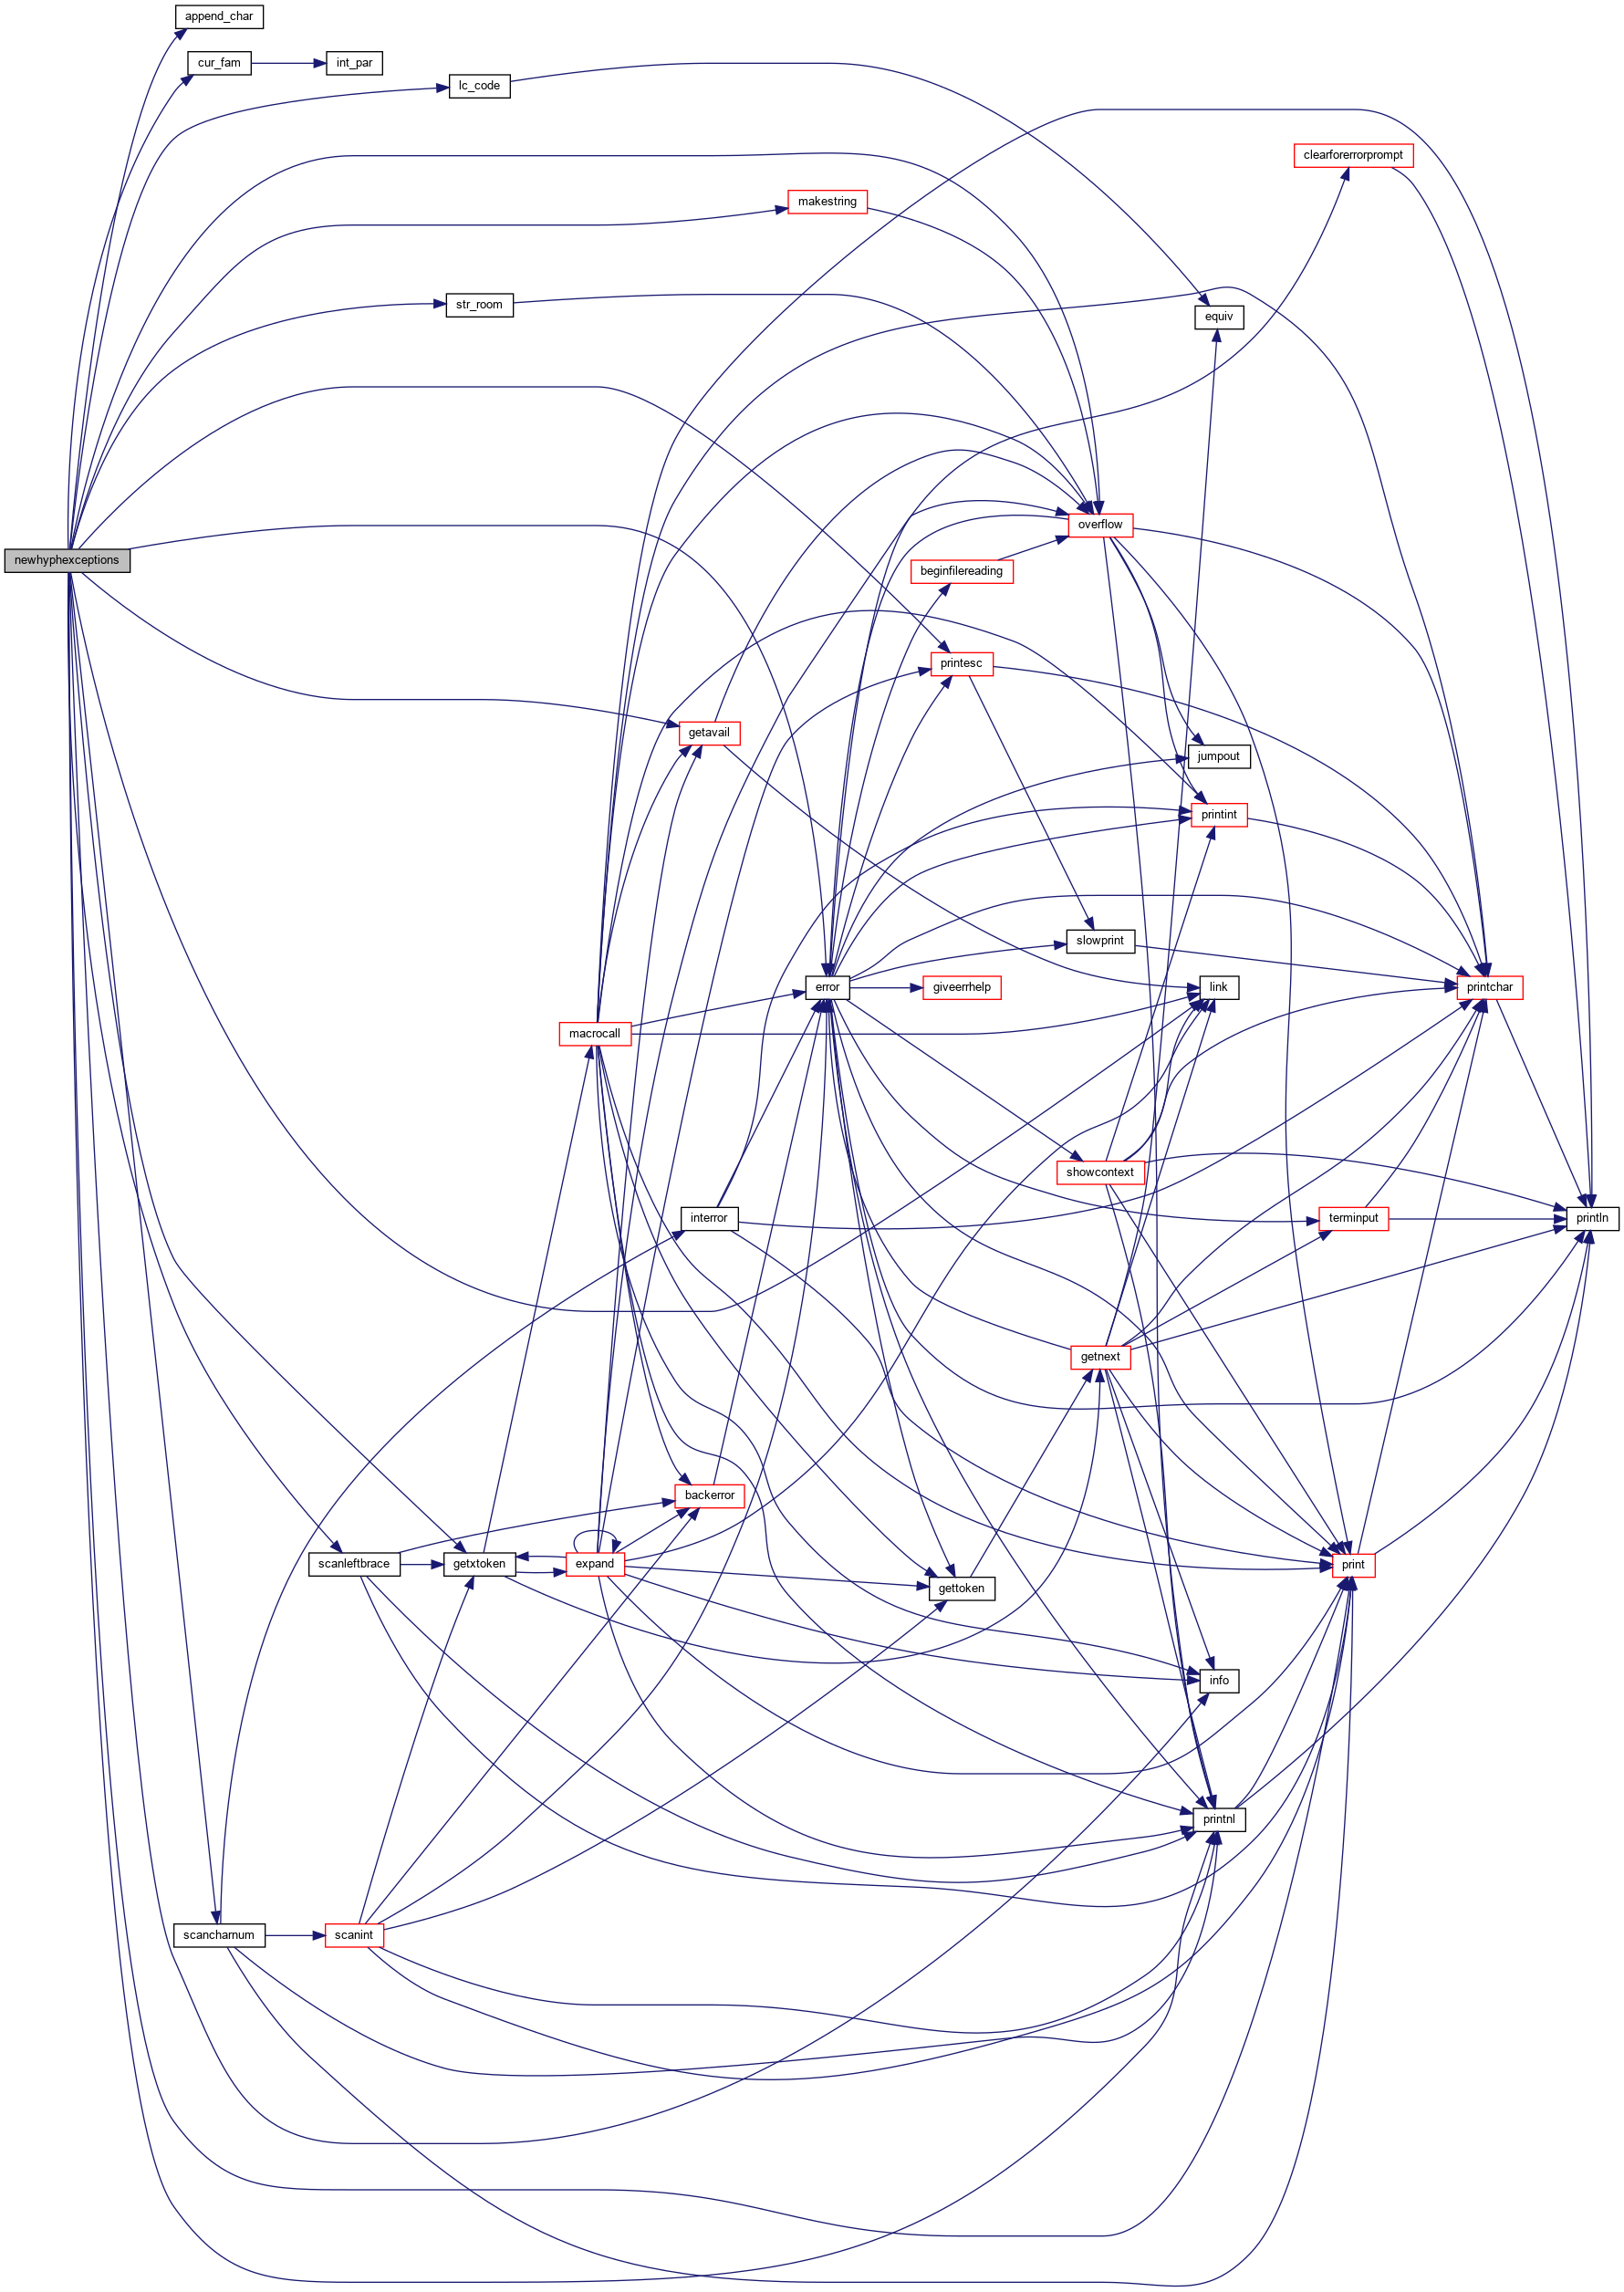 append_char
cur_fam
int_par
lc_code
clearforerrorprompt
makestring
str_room
equiv
overflow
newhyphexceptions
beginfilereading
printesc
getavail
jumpout
printint
slowprint
error
giveerrhelp
link
printchar
macrocall
showcontext
interror
terminput
println
getnext
backerror
scanleftbrace
getxtoken
expand
gettoken
print
info
printnl
scancharnum
scanint